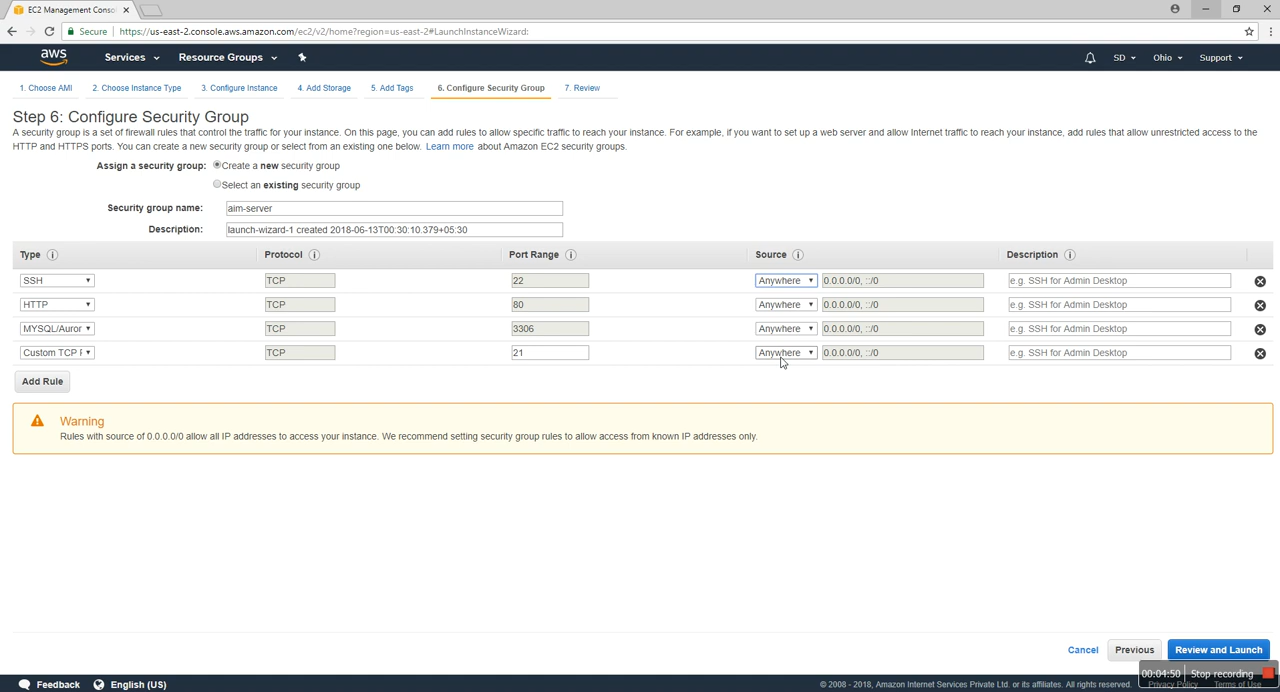 EC2 Management Conso
Secure https://us-east-2.console.aws.amazon.com/ec2/v2/home?region=us-east-2#LaunchInstanceWizard:
aws Services Resource Groups SD Ohio Support
1. Choose AMI 2. Choose Instance Type 3. Configure Instance 4. Add Storage 5. Add Tags 6. Configure Security Group 7. Review
Step 6: Configure Security Group
A security group is a set of firewall rules that control the traffic for your instance. On this page, you can add rules to allow specific traffic to reach your instance. For example, if you want to set up a web server and allow Internet traffic to reach your instance, add rules that allow unrestricted access to the
HTTP and HTTPS ports. You can create a new security group or select from an existing one below. Learn more about Amazon EC2 security groups.
Assign a security group: Create a new security group
Select an existing security group
Security group name: aim-server
Description: launch-wizard-1 created 2018-06-13T00:30:10.379+05:30
Type i Protocol i Port Range i Source i Description i
SSH TCP 22 Anywhere 0.0.0.0/0, ::/0 e.g. SSH for Admin Desktop
HTTP TCP 80 Anywhere 0.0.0.0/0, ::/0 e.g. SSH for Admin Desktop
MYSQL/Auror TCP 3306 Anywhere 0.0.0.0/0, ::/0 e.g. SSH for Admin Desktop
Custom TCP F TCP 21 Anywhere 0.0.0.0/0, ::/0 e.g. SSH for Admin Desktop
Add Rule
Warning
Rules with source of 0.0.0.0/0 allow all IP addresses to access your instance. We recommend setting security group rules to allow access from known IP addresses only.
Cancel Previous Review and Launch
00:04:50 Stop recording
Feedback English (US) © 2008 - 2018, Amazon Internet Services Private Ltd. or its affiliates. All rights reserved. Privacy Policy Terms of Use